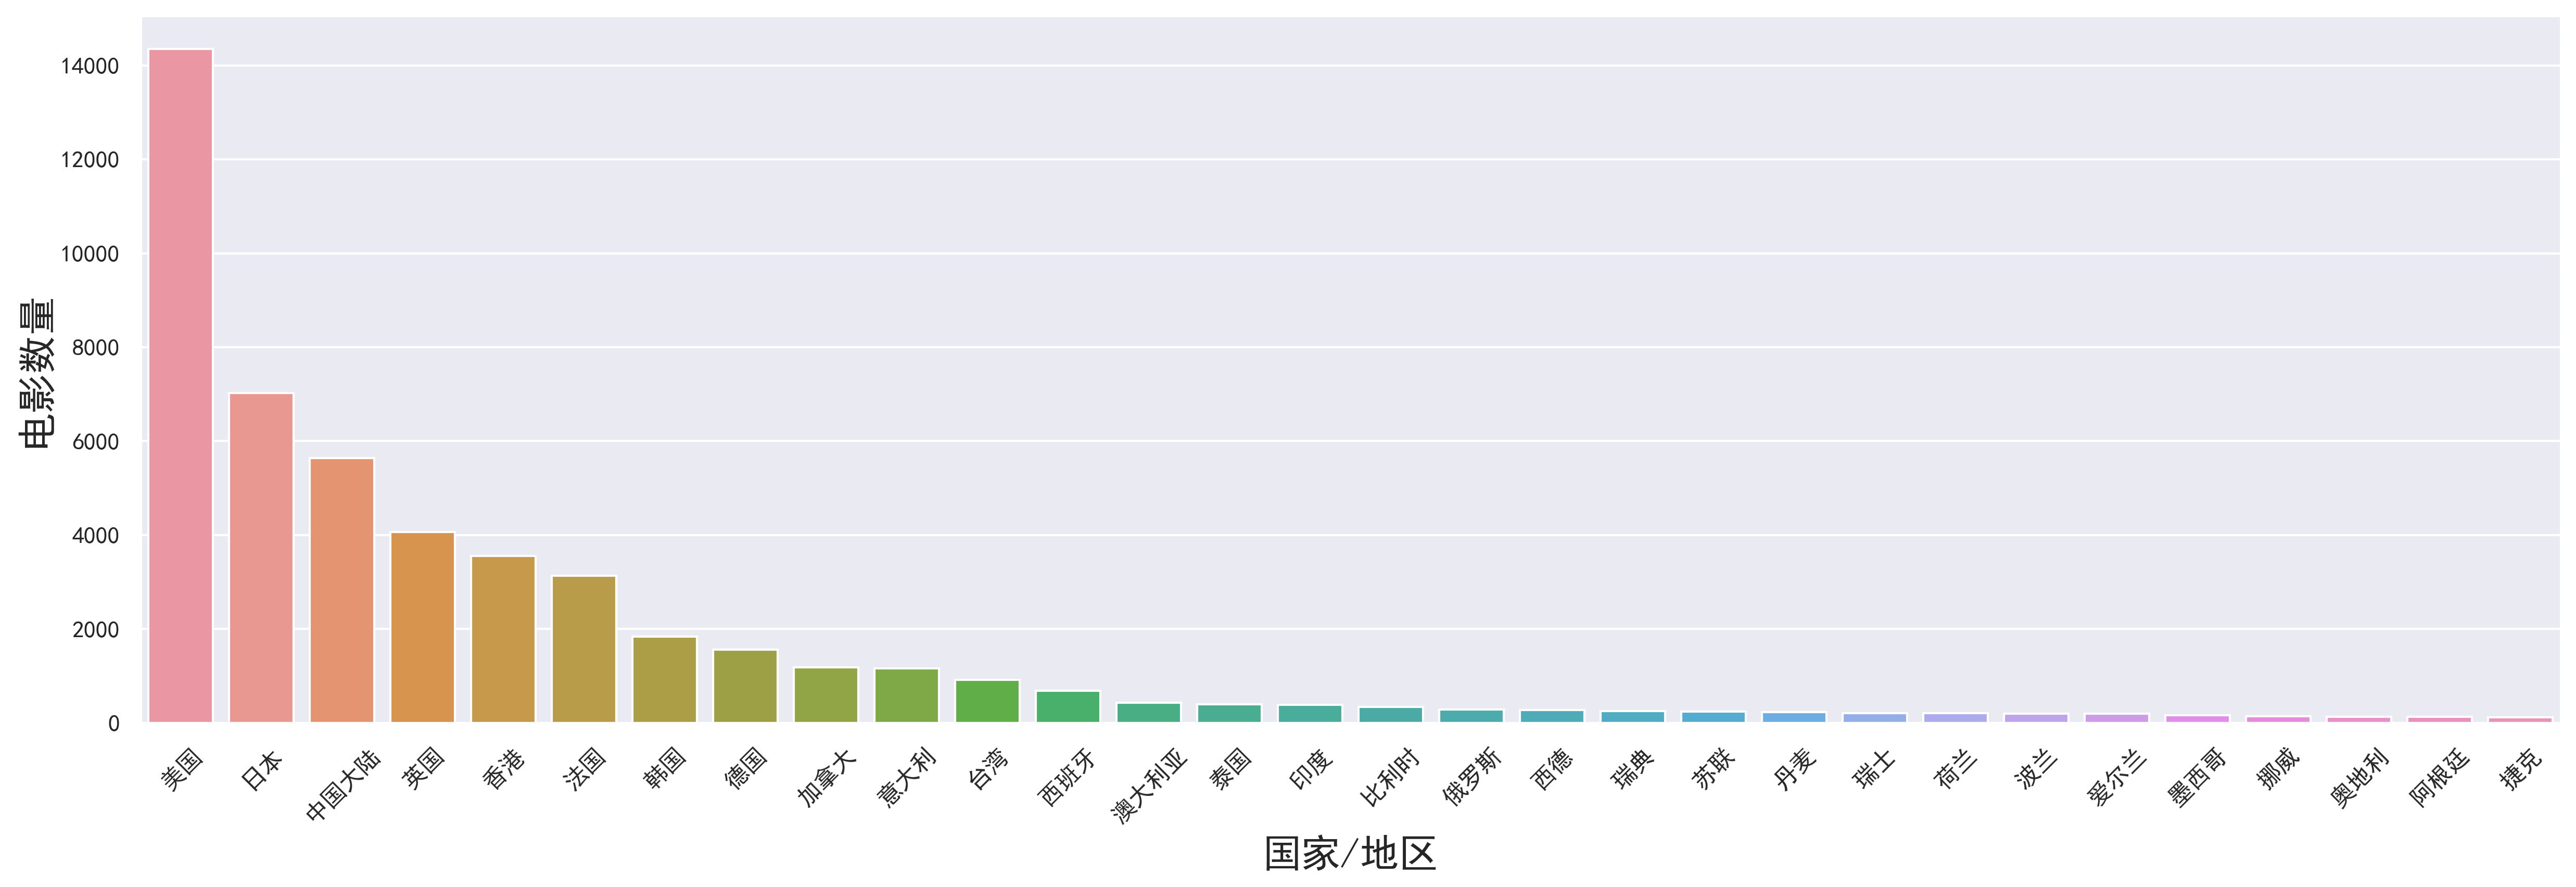 电影数量
14000
12000
10000
8000
6000
4000
2000
0
美国 日本 中国大陆 英国 香港 法国 韩国 德国 加拿大 意大利 台湾 西班牙 澳大利亚 泰国 印度 比利时 俄罗斯 西德 瑞典 苏联 丹麦 瑞士 荷兰 波兰 爱尔兰 墨西哥 挪威 奥地利 阿根廷 捷克
国家/地区